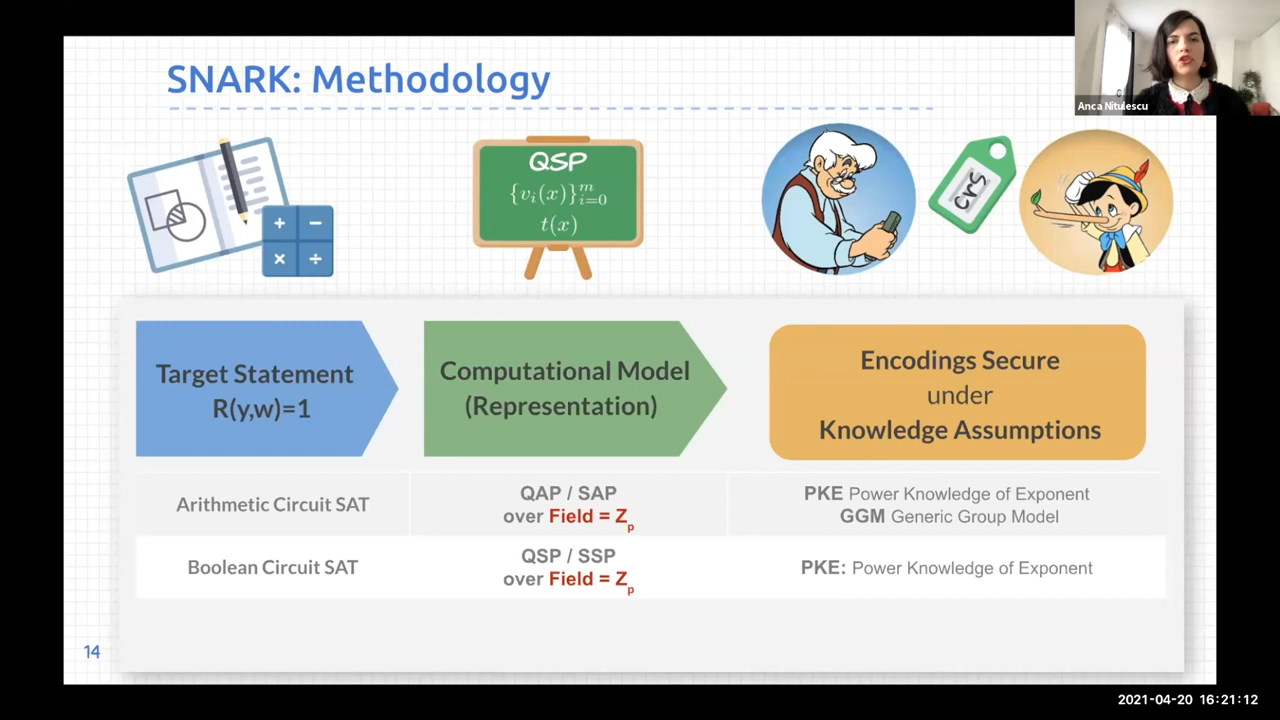 SNARK: Methodology
Anca Nitulescu
QSP
{v_i(x)}_{i=0}^m
t(x)
crs
+ −
× ÷
Target Statement
R(y,w)=1
Computational Model
(Representation)
Encodings Secure
under
Knowledge Assumptions
Arithmetic Circuit SAT
QAP / SAP
over Field = Z_p
PKE Power Knowledge of Exponent
GGM Generic Group Model
Boolean Circuit SAT
QSP / SSP
over Field = Z_p
PKE: Power Knowledge of Exponent
14
2021-04-20 16:21:12